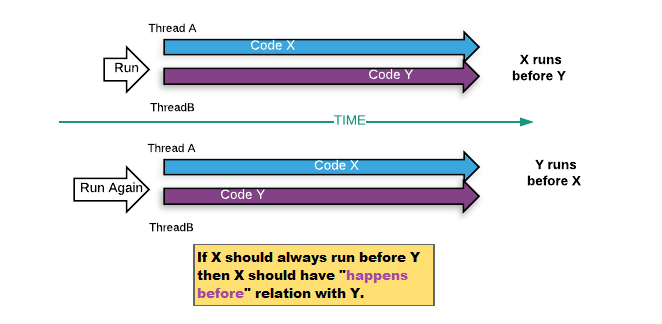 Thread A
Code X
Run
Code Y
X runs
before Y
ThreadB
TIME
Thread A
Code X
Y runs
before X
Run Again
Code Y
ThreadB
If X should always run before Y
then X should have "happens
before" relation with Y.